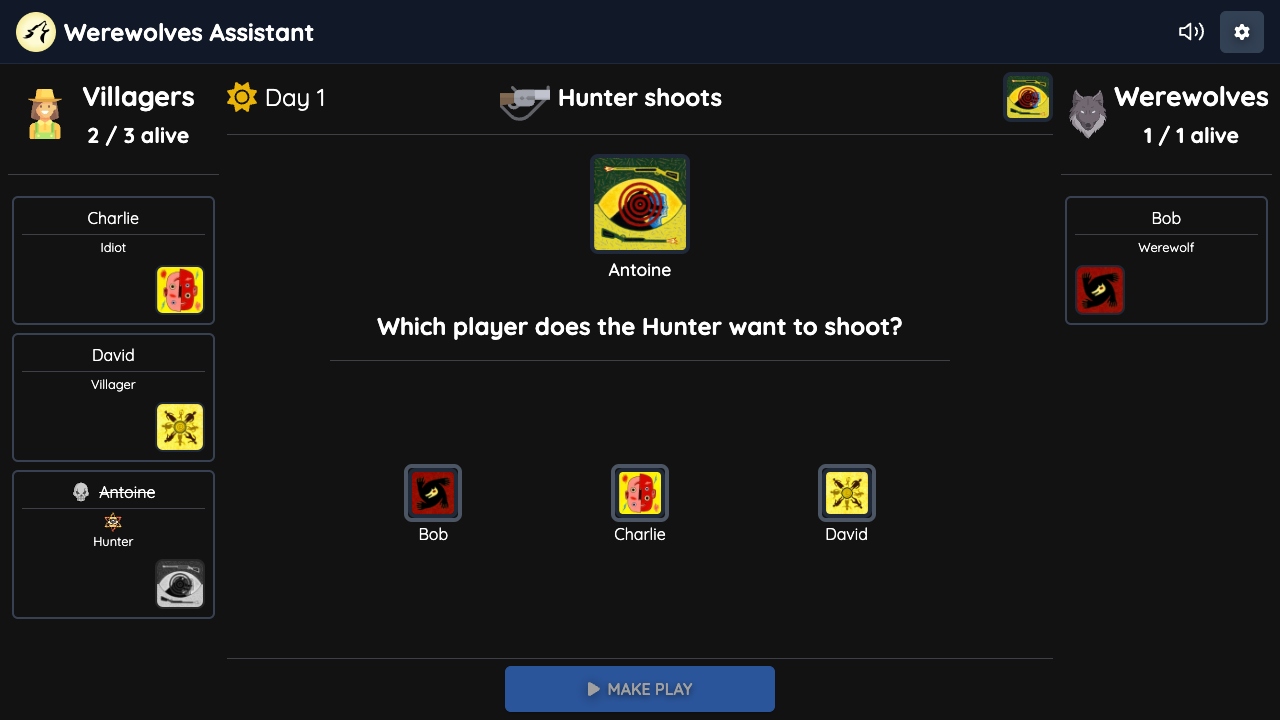 Werewolves Assistant
Villagers
2 / 3 alive
Day 1
Hunter shoots
Werewolves
1 / 1 alive
Charlie
Idiot
David
Villager
Antoine
Hunter
Antoine
Which player does the Hunter want to shoot?
Bob
Charlie
David
MAKE PLAY
Bob
Werewolf